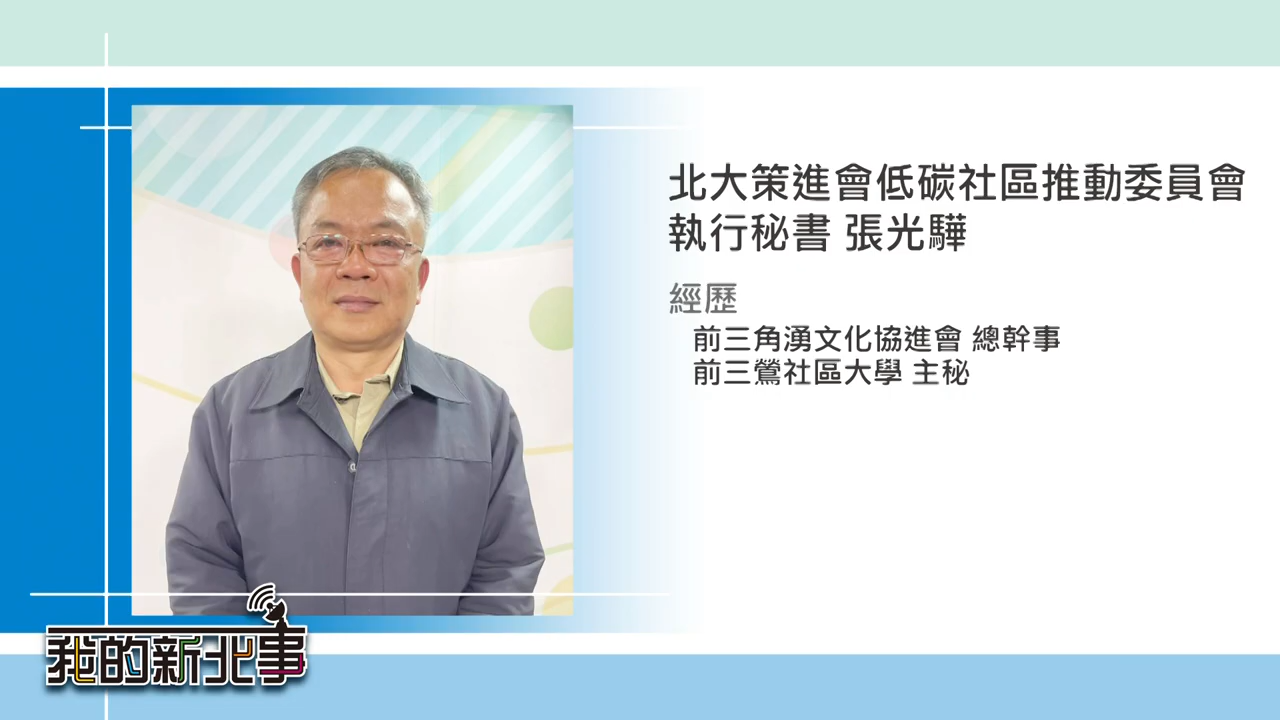 北大策進會低碳社區推動委員會
執行秘書 張光驊
經歷
前三角湧文化協進會 總幹事
前三鶯社區大學 主秘
我的新北事